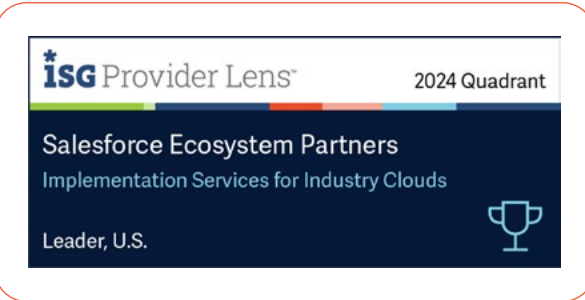 isg Provider Lens™
2024 Quadrant
Salesforce Ecosystem Partners
Implementation Services for Industry Clouds
Leader, U.S.